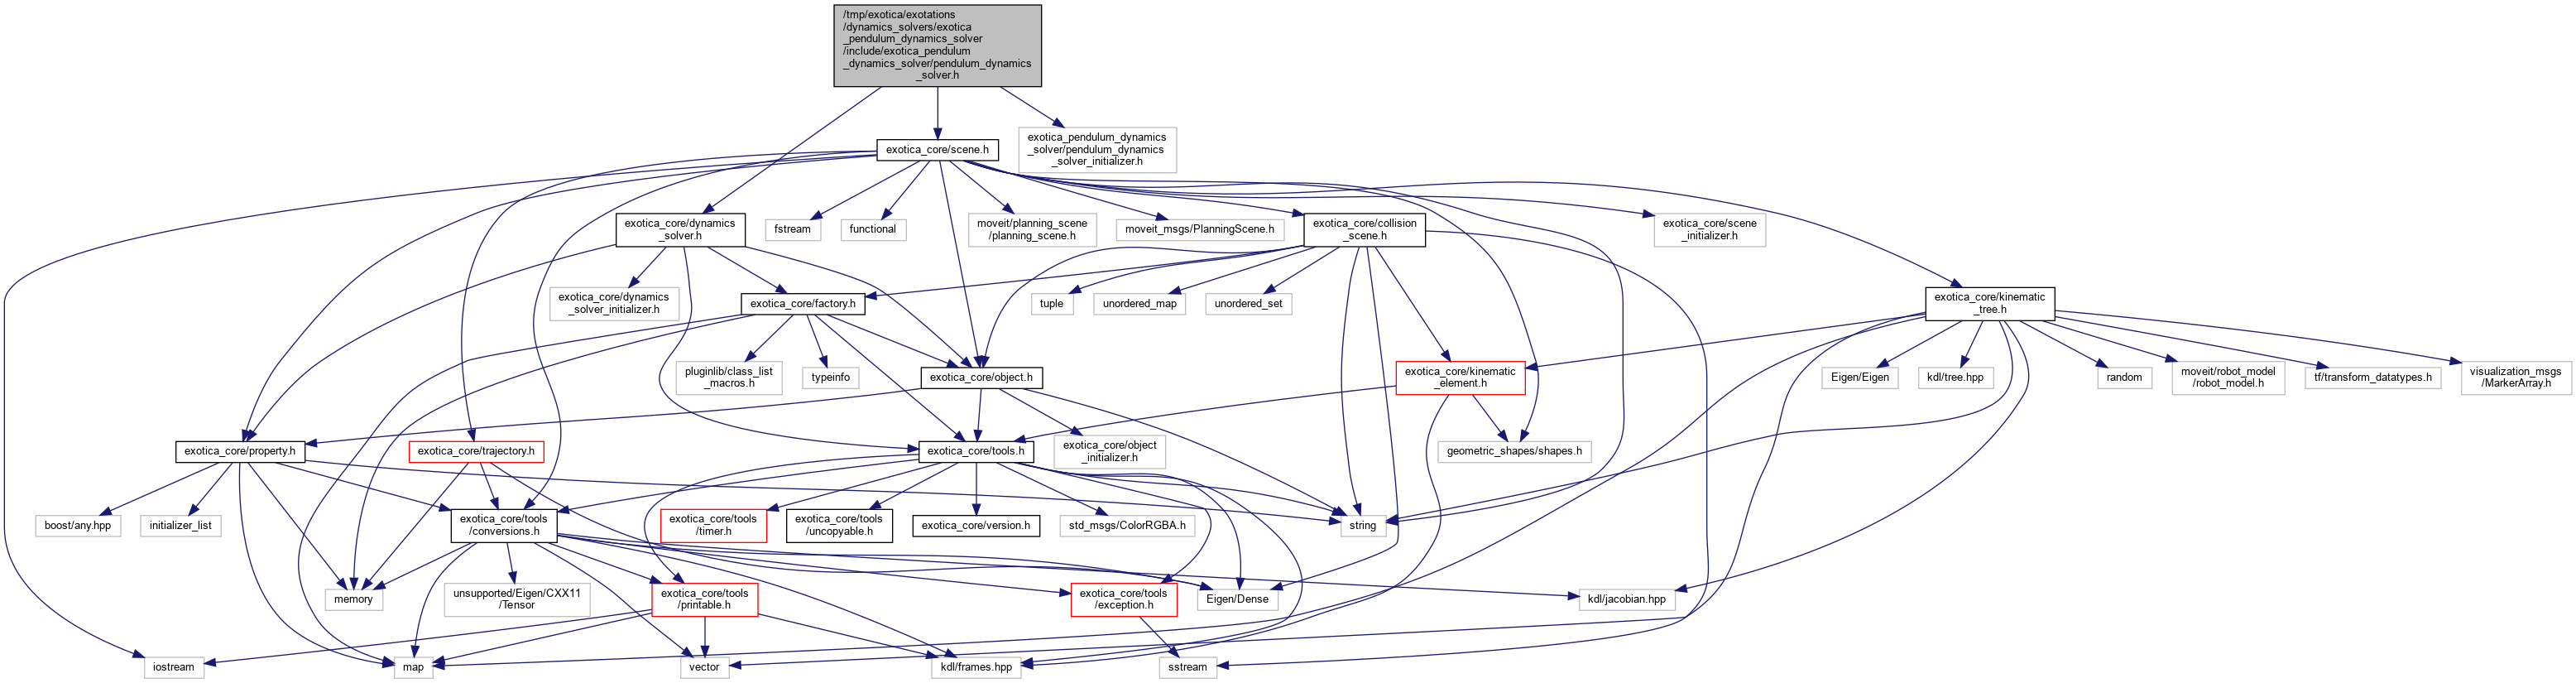 /tmp/exotica/exotations
/dynamics_solvers/exotica
_pendulum_dynamics_solver
/include/exotica_pendulum
_dynamics_solver/pendulum_dynamics
_solver.h
exotica_core/scene.h
exotica_pendulum_dynamics
_solver/pendulum_dynamics
_solver_initializer.h
exotica_core/dynamics
_solver.h
fstream
functional
moveit/planning_scene
/planning_scene.h
moveit_msgs/PlanningScene.h
exotica_core/collision
_scene.h
exotica_core/scene
_initializer.h
exotica_core/dynamics
_solver_initializer.h
exotica_core/factory.h
tuple
unordered_map
unordered_set
exotica_core/kinematic
_tree.h
pluginlib/class_list
_macros.h
typeinfo
exotica_core/object.h
exotica_core/kinematic
_element.h
Eigen/Eigen
kdl/tree.hpp
random
moveit/robot_model
/robot_model.h
tf/transform_datatypes.h
visualization_msgs
/MarkerArray.h
exotica_core/property.h
exotica_core/trajectory.h
exotica_core/tools.h
exotica_core/object
_initializer.h
geometric_shapes/shapes.h
boost/any.hpp
initializer_list
exotica_core/tools
/conversions.h
exotica_core/tools
/timer.h
exotica_core/tools
/uncopyable.h
exotica_core/version.h
std_msgs/ColorRGBA.h
string
memory
unsupported/Eigen/CXX11
/Tensor
exotica_core/tools
/printable.h
exotica_core/tools
/exception.h
Eigen/Dense
kdl/jacobian.hpp
iostream
map
vector
kdl/frames.hpp
sstream